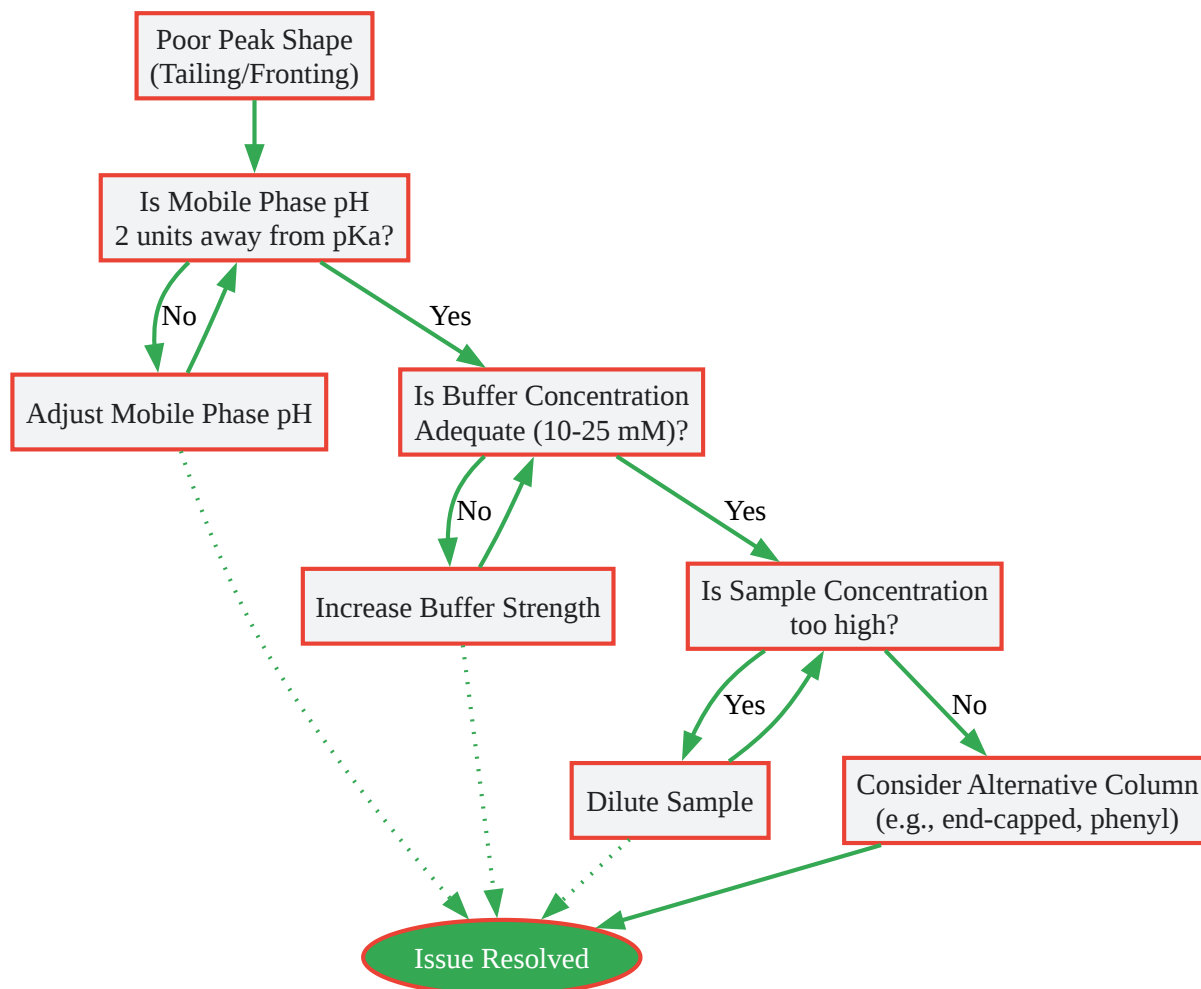 Poor Peak Shape
(Tailing/Fronting)
Is Mobile Phase pH
2 units away from pKa?
No
Yes
Adjust Mobile Phase pH
Is Buffer Concentration
Adequate (10-25 mM)?
No
Yes
Increase Buffer Strength
Is Sample Concentration
too high?
Yes
No
Dilute Sample
Consider Alternative Column
(e.g., end-capped, phenyl)
Issue Resolved